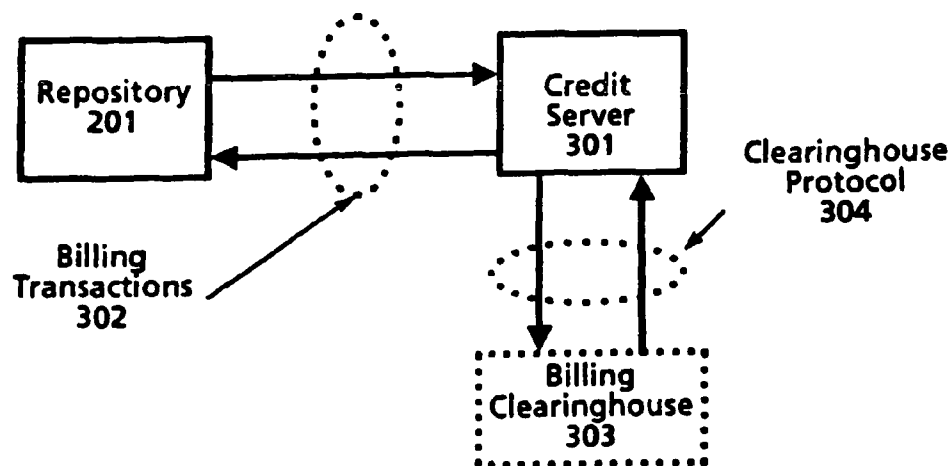 Repository
201
Credit
Server
301
Clearinghouse
Protocol
304
Billing
Transactions
302
Billing
Clearinghouse
303